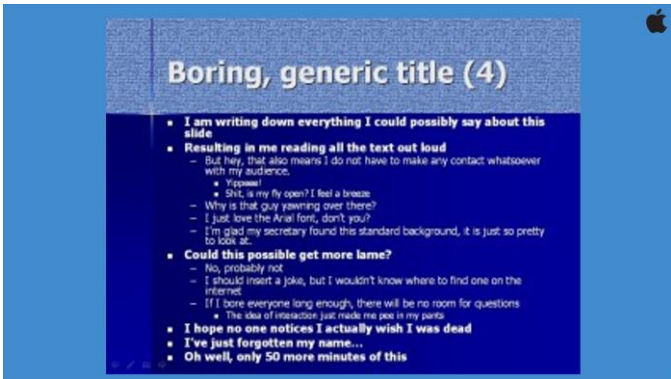 Boring, generic title (4)
I am writing down everything I could possibly say about this
slide
Resulting in me reading all the text out loud
But hey, that also means I do not have to make any contact whatsoever
with my audience.
Yippeee!
Shit, is my fly open? I feel a breeze
Why is that guy yawning over there?
I just love the Arial font, don't you?
I'm glad my secretary found this standard background, it is just so pretty
to look at.
Could this possible get more lame?
No, probably not
I should insert a joke, but I wouldn't know where to find one on the
internet
If I bore everyone long enough, there will be no room for questions
The idea of interaction just made me pee in my pants
I hope no one notices I actually wish I was dead
I've just forgotten my name...
Oh well, only 50 more minutes of this